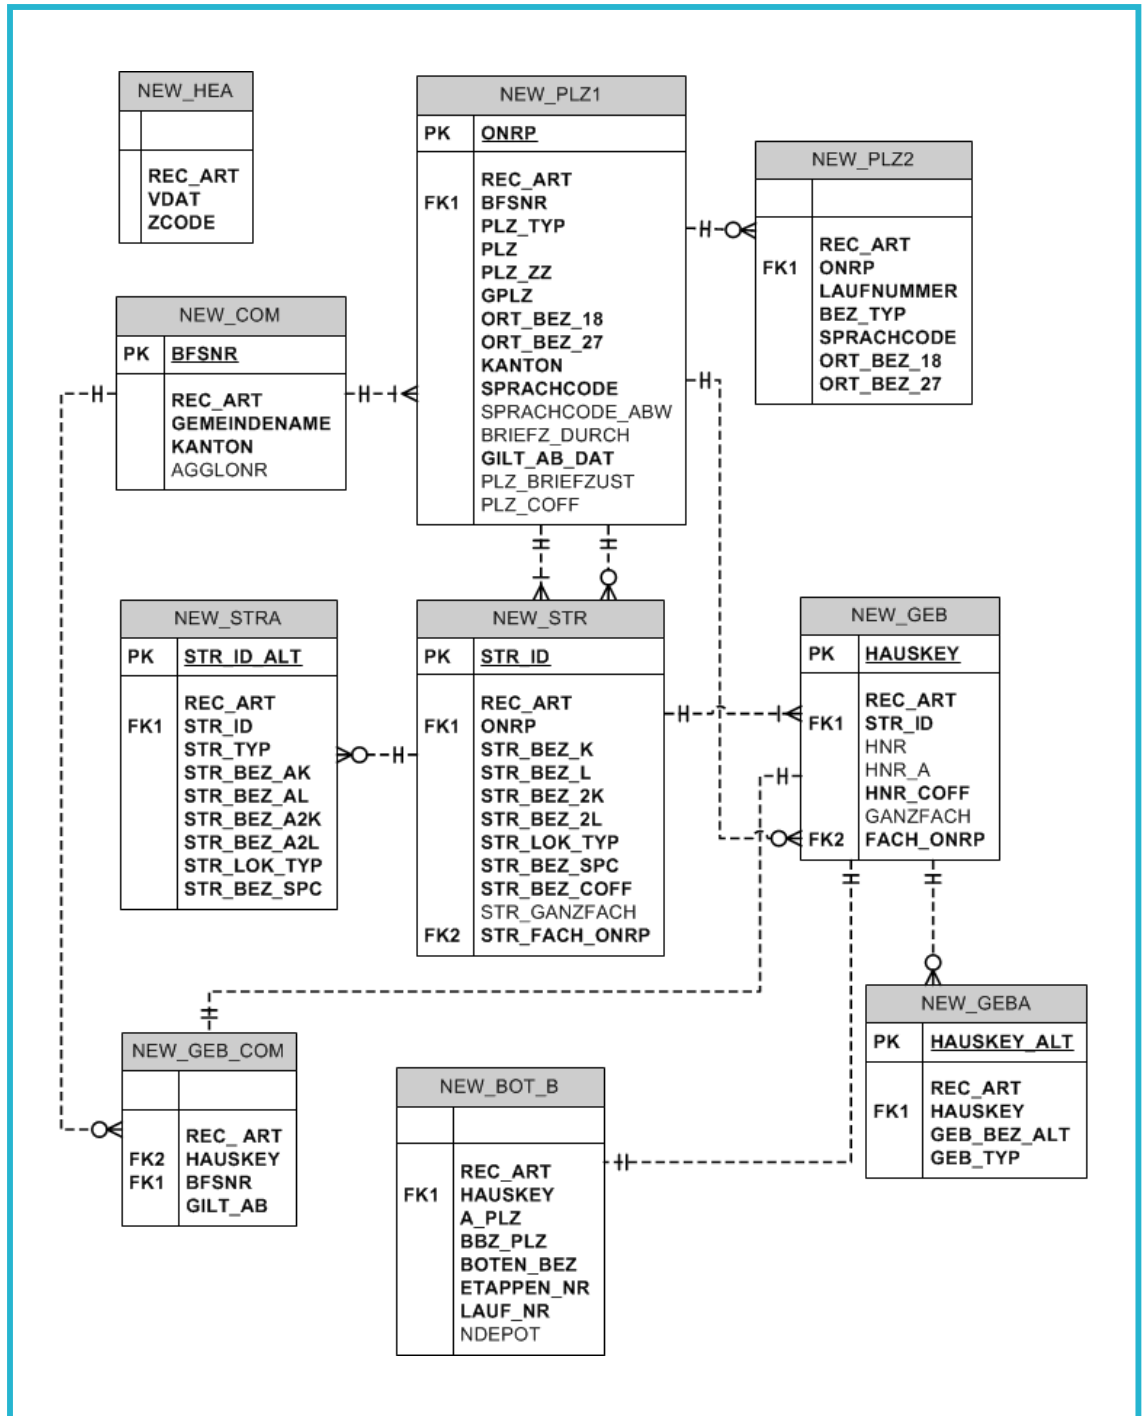 NEW_HEA
REC_ART
VDAT
ZCODE
NEW_PLZ1
PK ONRP
REC_ART
FK1 BFSNR
PLZ_TYP
PLZ
PLZ_ZZ
GPLZ
ORT_BEZ_18
ORT_BEZ_27
KANTON
SPRACHCODE
SPRACHCODE_ABW
BRIEFZ_DURCH
GILT_AB_DAT
PLZ_BRIEFZUST
PLZ_COFF
NEW_PLZ2
REC_ART
FK1 ONRP
LAUFNUMMER
BEZ_TYP
SPRACHCODE
ORT_BEZ_18
ORT_BEZ_27
NEW_COM
PK BFSNR
REC_ART
GEMEINDENAME
KANTON
AGGLONR
NEW_STRA
PK STR_ID_ALT
REC_ART
FK1 STR_ID
STR_TYP
STR_BEZ_AK
STR_BEZ_AL
STR_BEZ_A2K
STR_BEZ_A2L
STR_LOK_TYP
STR_BEZ_SPC
NEW_STR
PK STR_ID
REC_ART
FK1 ONRP
STR_BEZ_K
STR_BEZ_L
STR_BEZ_2K
STR_BEZ_2L
STR_LOK_TYP
STR_BEZ_SPC
STR_BEZ_COFF
STR_GANZFACH
FK2 STR_FACH_ONRP
NEW_GEB
PK HAUSKEY
REC_ART
FK1 STR_ID
HNR
HNR_A
HNR_COFF
GANZFACH
FK2 FACH_ONRP
NEW_GEB_COM
REC_ ART
FK2 HAUSKEY
FK1 BFSNR
GILT_AB
NEW_BOT_B
REC_ART
FK1 HAUSKEY
A_PLZ
BBZ_PLZ
BOTEN_BEZ
ETAPPEN_NR
LAUF_NR
NDEPOT
NEW_GEBA
PK HAUSKEY_ALT
REC_ART
FK1 HAUSKEY
GEB_BEZ_ALT
GEB_TYP